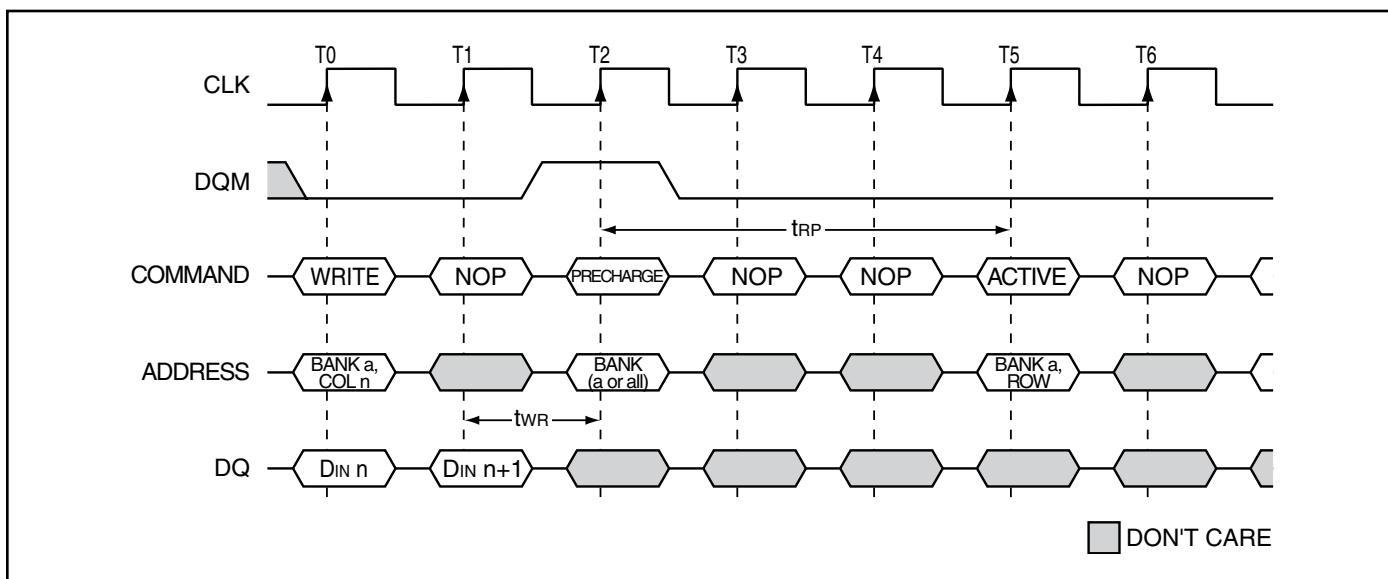 T0 T1 T2 T3 T4 T5 T6
CLK
DQM
tRP
COMMAND WRITE NOP PRECHARGE NOP NOP ACTIVE NOP
ADDRESS BANK a, COL n BANK (a or all) BANK a, ROW
tWR
DQ DIN n DIN n+1
DON'T CARE